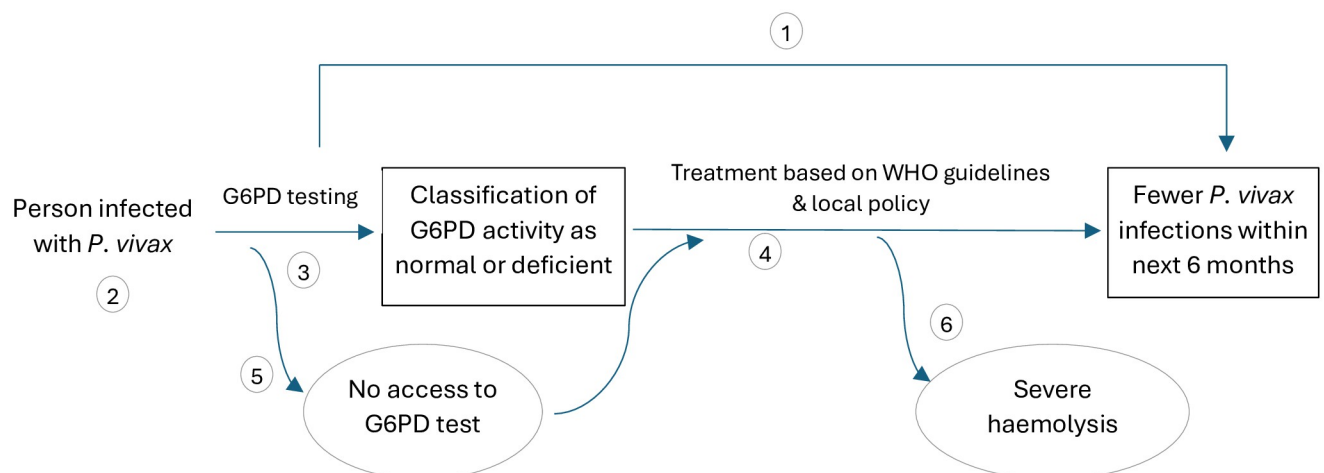 1
Person infected
with P. vivax
2
G6PD testing
3
Classification of
G6PD activity as
normal or deficient
Treatment based on WHO guidelines
& local policy
4
Fewer P. vivax
infections within
next 6 months
5
No access to
G6PD test
6
Severe
haemolysis